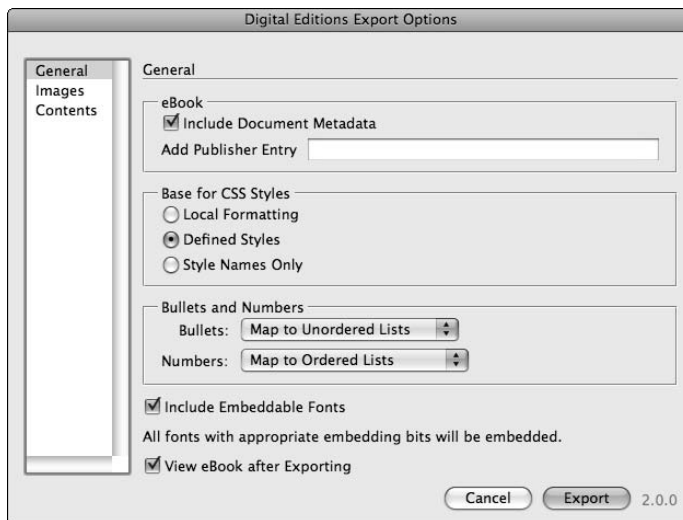 Digital Editions Export Options
General
Images
Contents
General
eBook
Include Document Metadata
Add Publisher Entry
Base for CSS Styles
Local Formatting
Defined Styles
Style Names Only
Bullets and Numbers
Bullets: Map to Unordered Lists
Numbers: Map to Ordered Lists
Include Embeddable Fonts
All fonts with appropriate embedding bits will be embedded.
View eBook after Exporting
Cancel Export 2.0.0